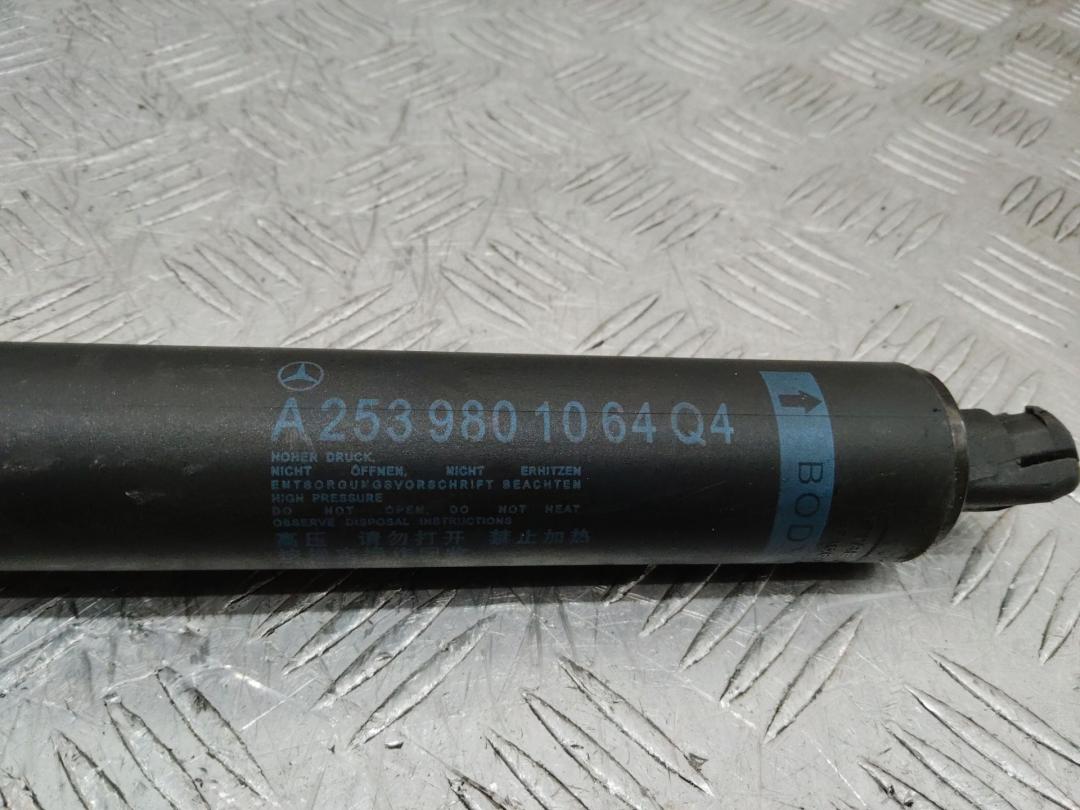 A 253 980 10 64 Q4
HOHER DRUCK,
NICHT ÖFFNEN, NICHT ERHITZEN
ENTSORGUNGSVORSCHRIFT BEACHTEN
HIGH PRESSURE
DO NOT OPEN, DO NOT HEAT
OBSERVE DISPOSAL INSTRUCTIONS
高压 请勿打开 禁止加热
BODY